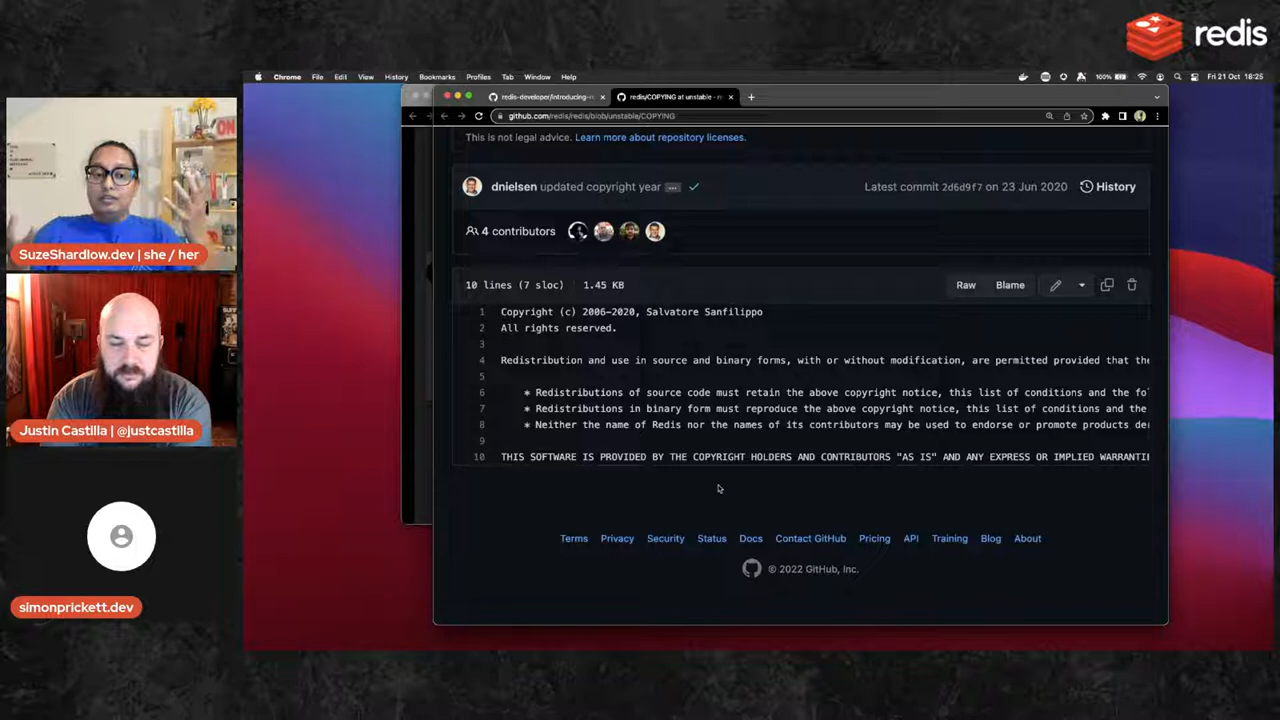 redis
Chrome File Edit View History Bookmarks Profiles Tab Window Help
100% Fri 21 Oct 18:25
redis-developer/introducing-r
redis/COPYING at unstable · re
github.com/redis/redis/blob/unstable/COPYING
This is not legal advice. Learn more about repository licenses.
dnielsen updated copyright year ...
Latest commit 2d6d9f7 on 23 Jun 2020 History
4 contributors
10 lines (7 sloc) 1.45 KB
Raw Blame
1 Copyright (c) 2006-2020, Salvatore Sanfilippo
2 All rights reserved.
3
4 Redistribution and use in source and binary forms, with or without modification, are permitted provided that the
5
6 * Redistributions of source code must retain the above copyright notice, this list of conditions and the fol
7 * Redistributions in binary form must reproduce the above copyright notice, this list of conditions and the
8 * Neither the name of Redis nor the names of its contributors may be used to endorse or promote products der
9
10 THIS SOFTWARE IS PROVIDED BY THE COPYRIGHT HOLDERS AND CONTRIBUTORS "AS IS" AND ANY EXPRESS OR IMPLIED WARRANTI
Terms Privacy Security Status Docs Contact GitHub Pricing API Training Blog About
© 2022 GitHub, Inc.
SuzeShardlow.dev | she / her
Justin Castilla | @justcastilla
simonprickett.dev